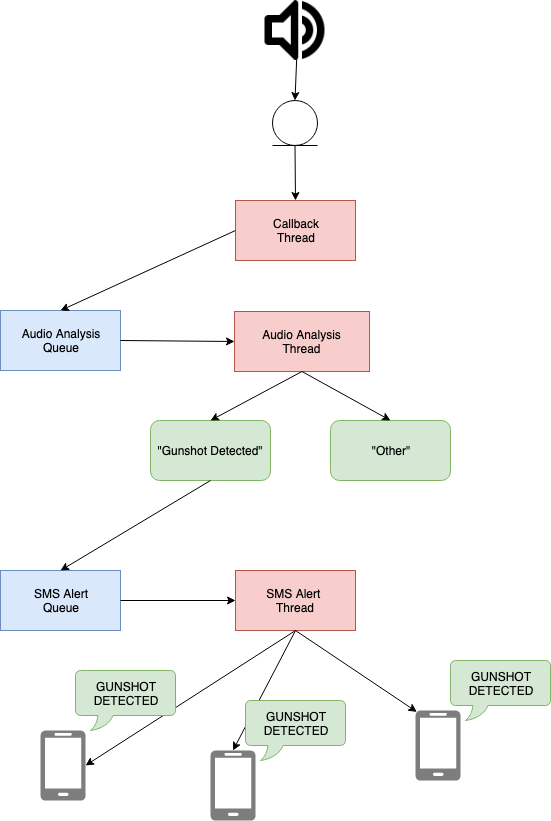 Callback
Thread
Audio Analysis
Queue
Audio Analysis
Thread
"Gunshot Detected"
"Other"
SMS Alert
Queue
SMS Alert
Thread
GUNSHOT
DETECTED
GUNSHOT
DETECTED
GUNSHOT
DETECTED